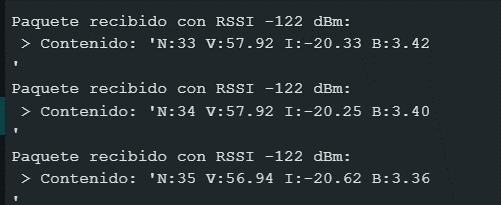 Paquete recibido con RSSI -122 dBm:
 > Contenido: 'N:33 V:57.92 I:-20.33 B:3.42
'
Paquete recibido con RSSI -122 dBm:
 > Contenido: 'N:34 V:57.92 I:-20.25 B:3.40
'
Paquete recibido con RSSI -122 dBm:
 > Contenido: 'N:35 V:56.94 I:-20.62 B:3.36
'